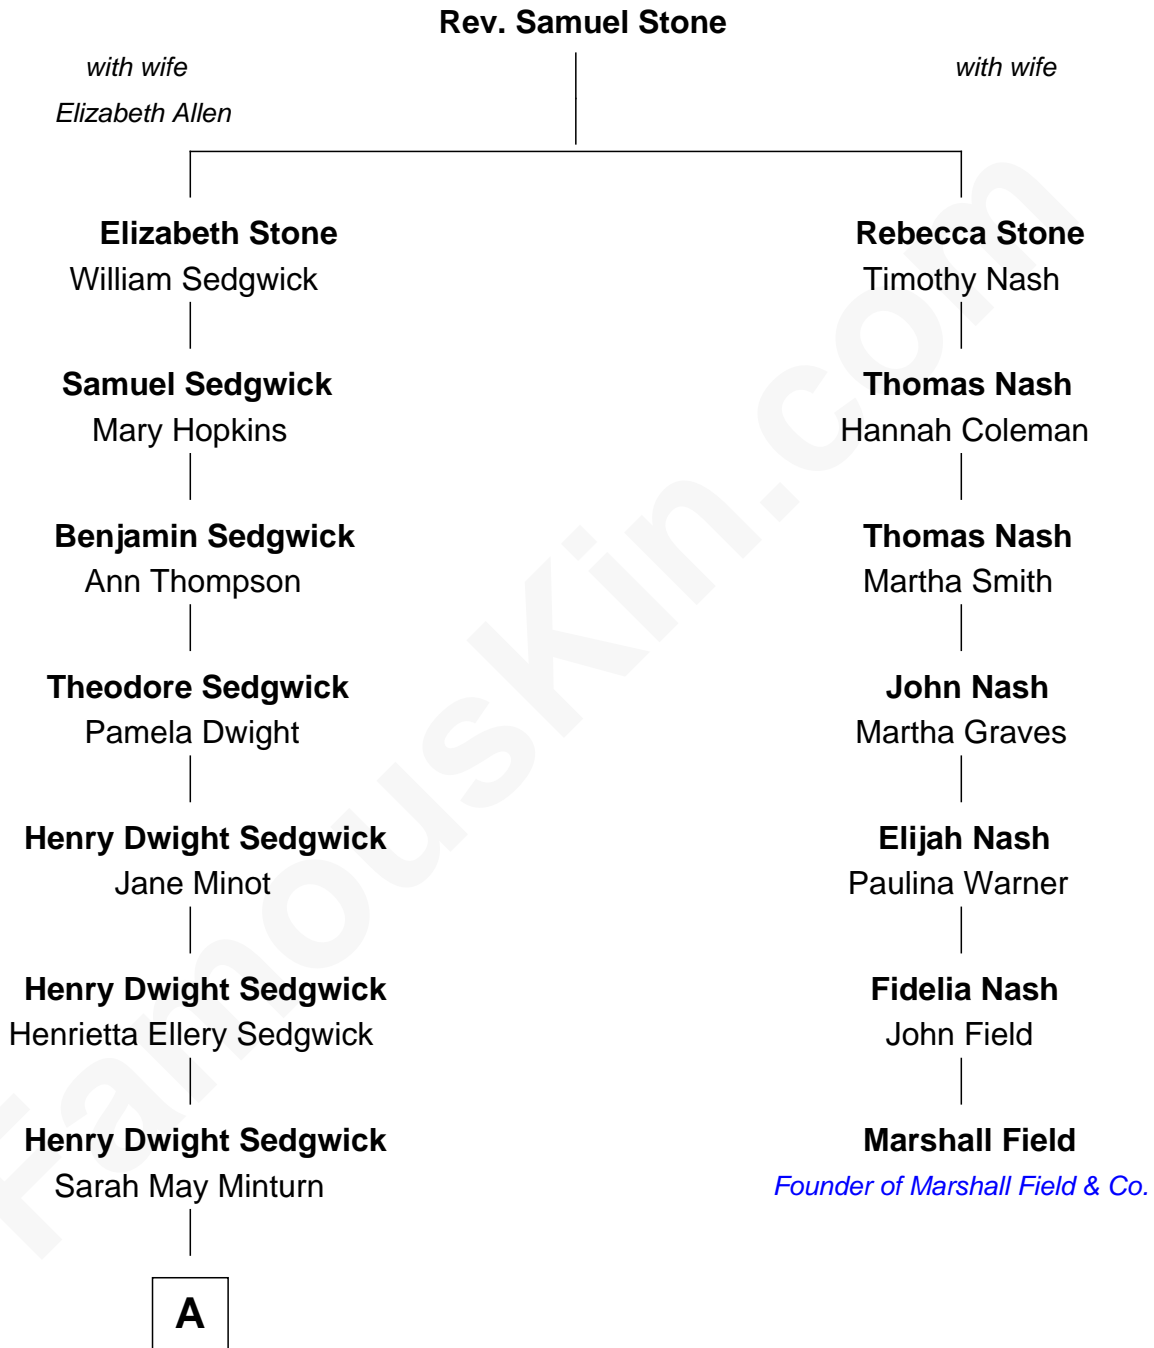 Rev. Samuel Stone
with wife
Elizabeth Allen
with wife
Elizabeth Stone
William Sedgwick
Rebecca Stone
Timothy Nash
Samuel Sedgwick
Mary Hopkins
Thomas Nash
Hannah Coleman
Benjamin Sedgwick
Ann Thompson
Thomas Nash
Martha Smith
Theodore Sedgwick
Pamela Dwight
John Nash
Martha Graves
Henry Dwight Sedgwick
Jane Minot
Elijah Nash
Paulina Warner
Henry Dwight Sedgwick
Henrietta Ellery Sedgwick
Fidelia Nash
John Field
Henry Dwight Sedgwick
Sarah May Minturn
Marshall Field
Founder of Marshall Field & Co.
A
FamousKin.com